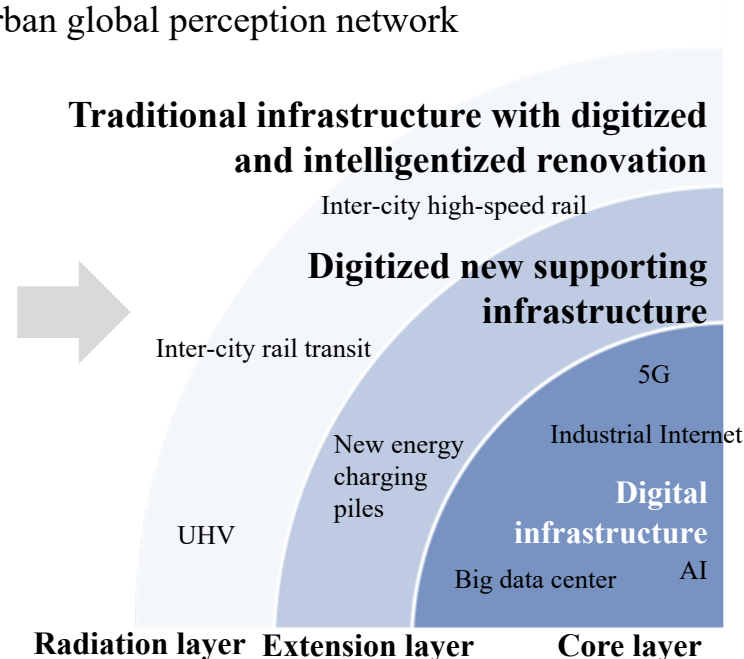 rban global perception network
Traditional infrastructure with digitized
and intelligentized renovation
Inter-city high-speed rail
Digitized new supporting
infrastructure
Inter-city rail transit
5G
Industrial Internet
New energy
charging
piles
Digital
infrastructure
UHV
AI
Big data center
Radiation layer
Extension layer
Core layer